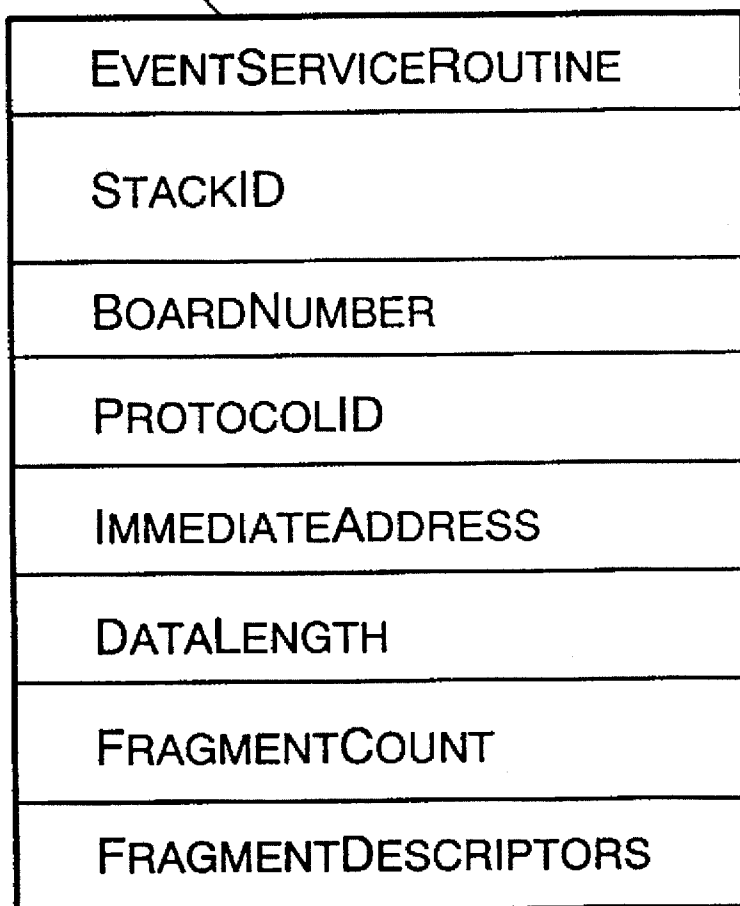 EVENTSERVICEROUTINE
STACKID
BOARDNUMBER
PROTOCOLID
IMMEDIATEADDRESS
DATALENGTH
FRAGMENTCOUNT
FRAGMENTDESCRIPTORS